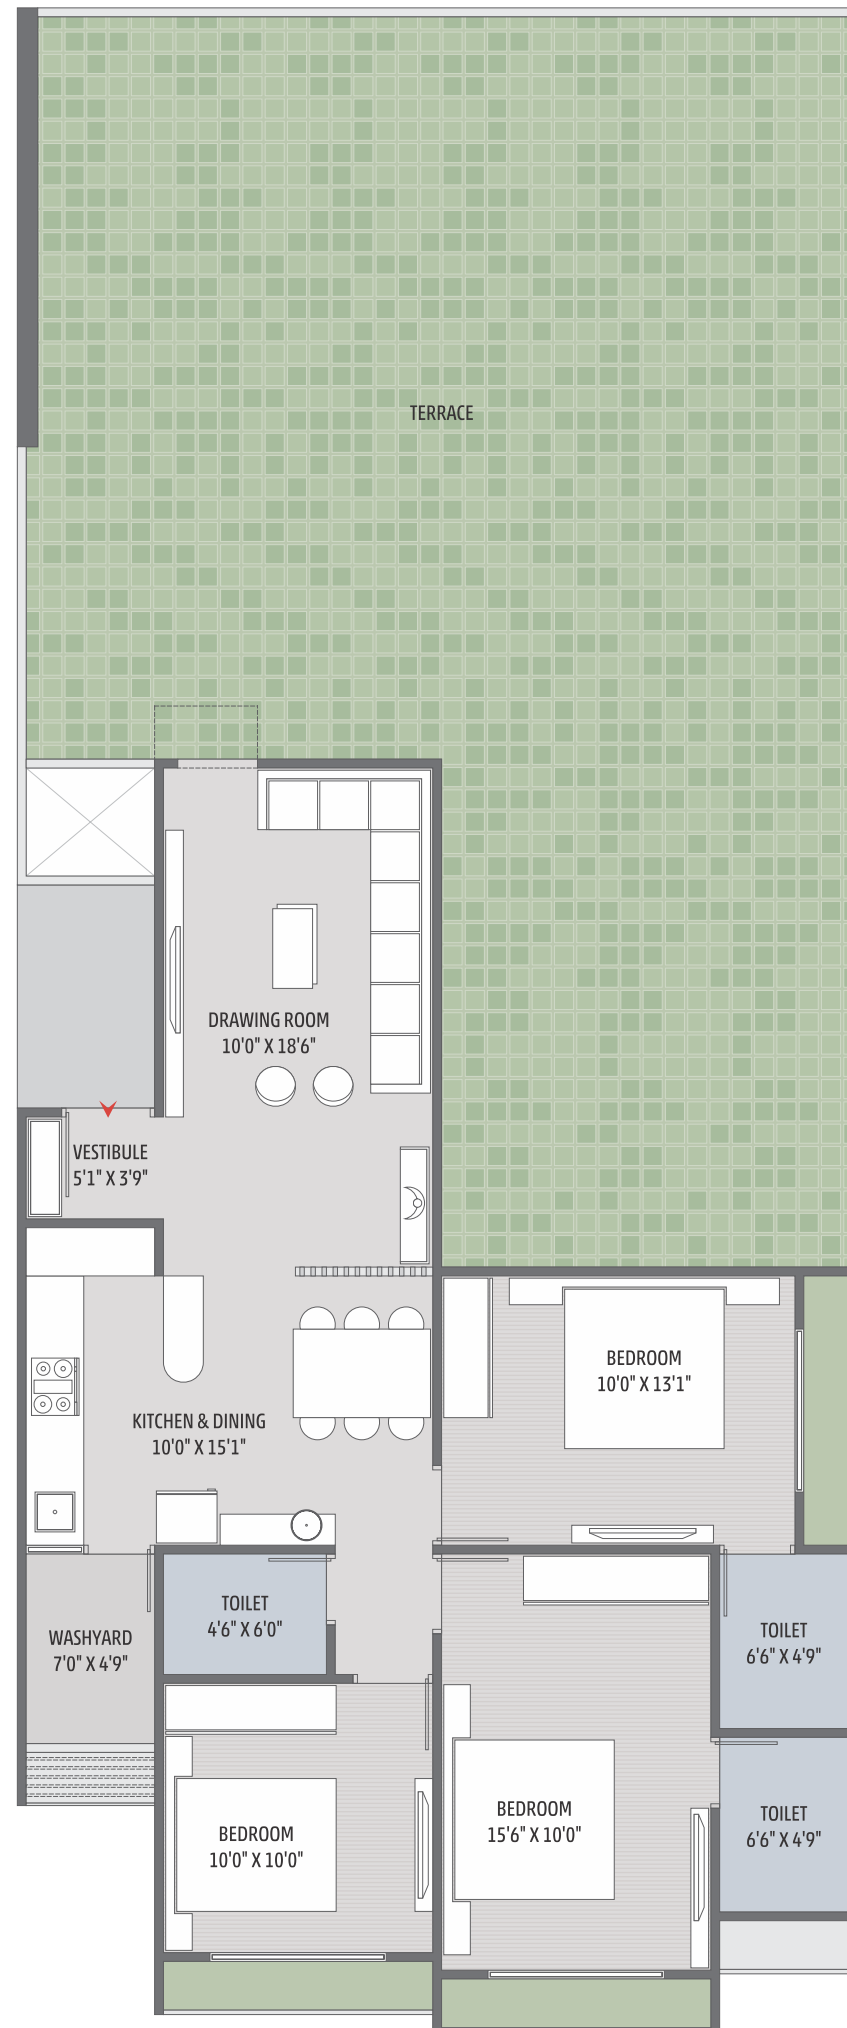 TERRACE
DRAWING ROOM
10'0" X 18'6"
VESTIBULE
5'1" X 3'9"
BEDROOM
10'0" X 13'1"
KITCHEN & DINING
10'0" X 15'1"
TOILET
4'6" X 6'0"
WASHYARD
7'0" X 4'9"
TOILET
6'6" X 4'9"
BEDROOM
10'0" X 10'0"
BEDROOM
15'6" X 10'0"
TOILET
6'6" X 4'9"